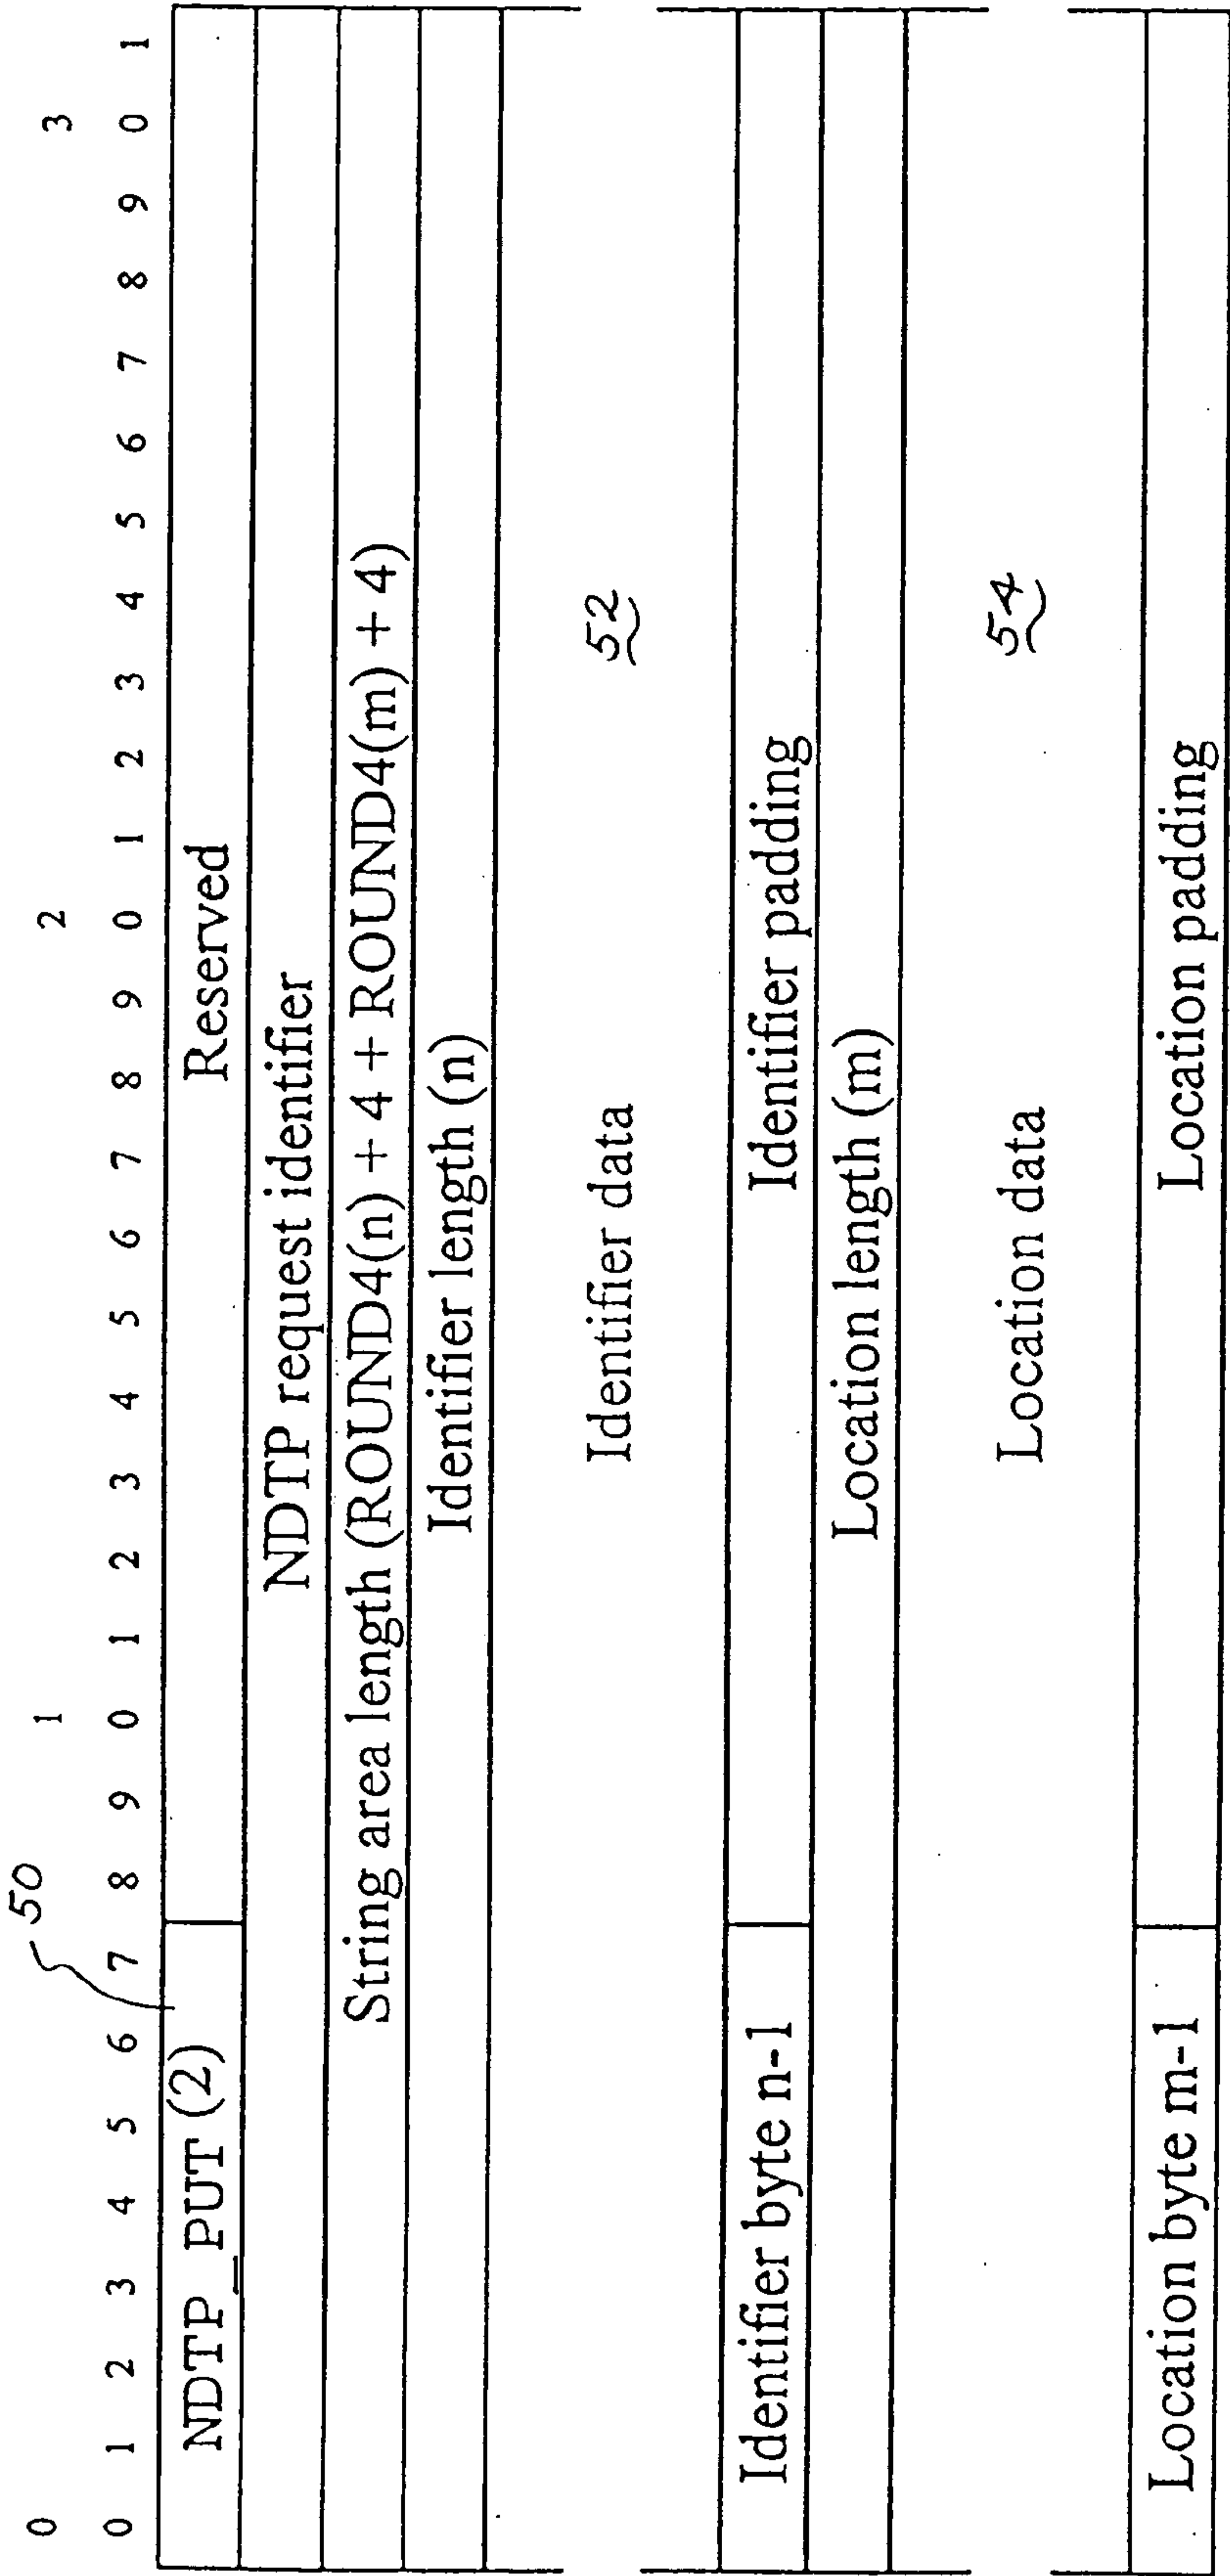 50
0 1 2 3
0 1 2 3 4 5 6 7 8 9 0 1 2 3 4 5 6 7 8 9 0 1 2 3 4 5 6 7 8 9 0 1
NDTP_PUT (2) Reserved
NDTP request identifier
String area length (ROUND4(n) + 4 + ROUND4(m) + 4)
Identifier length (n)
Identifier data 52
Identifier byte n-1 Identifier padding
Location length (m)
Location data 54
Location byte m-1 Location padding